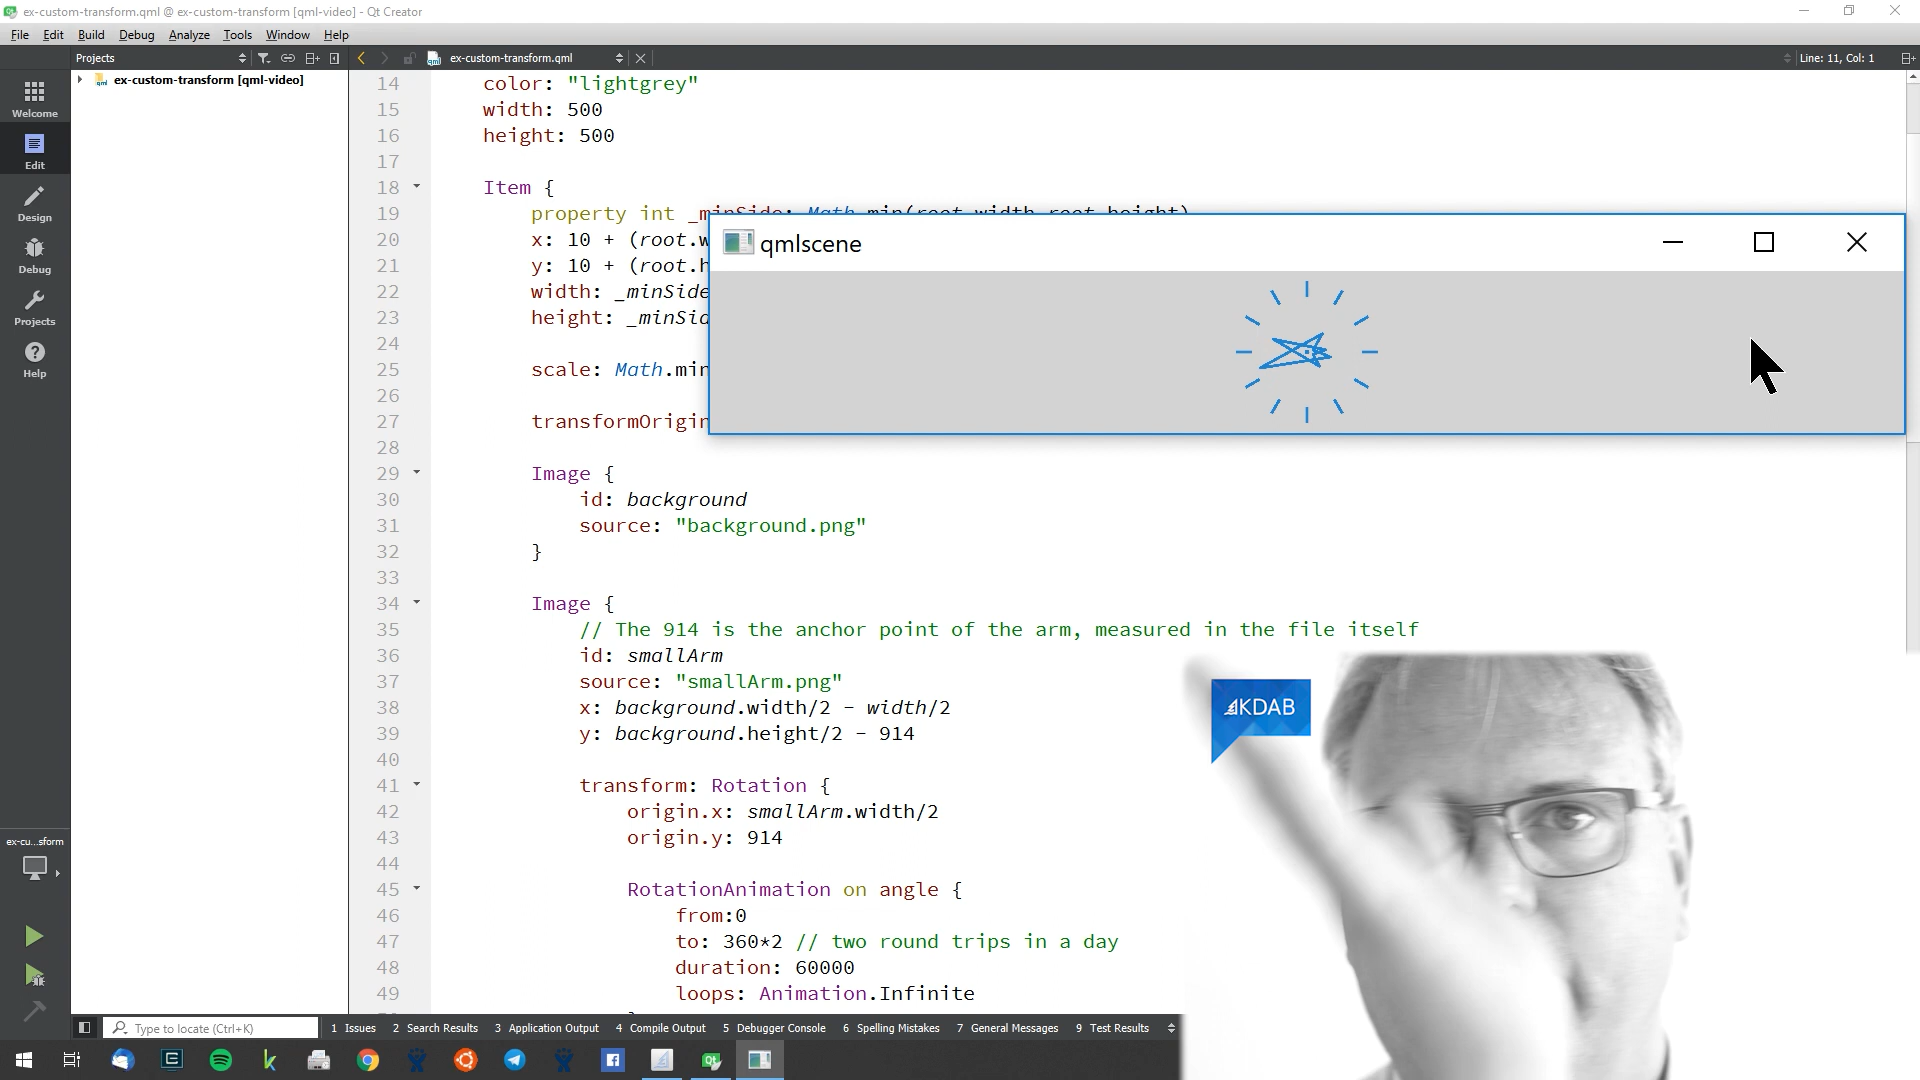 ex-custom-transform.qml @ ex-custom-transform [qml-video] - Qt Creator
File Edit Build Debug Analyze Tools Window Help
Projects
ex-custom-transform.qml
Line: 11, Col: 1
ex-custom-transform [qml-video]
Welcome
Edit
Design
Debug
Projects
Help
ex-cu...sform
14 color: "lightgrey"
15 width: 500
16 height: 500
17
18 Item {
19 property int _minSide: Math.min(root.width,root.height)
20 x: 10 + (root.w
21 y: 10 + (root.h
22 width: _minSide
23 height: _minSid
24
25 scale: Math.min
26
27 transformOrigin
28
29 Image {
30 id: background
31 source: "background.png"
32 }
33
34 Image {
35 // The 914 is the anchor point of the arm, measured in the file itself
36 id: smallArm
37 source: "smallArm.png"
38 x: background.width/2 - width/2
39 y: background.height/2 - 914
40
41 transform: Rotation {
42 origin.x: smallArm.width/2
43 origin.y: 914
44
45 RotationAnimation on angle {
46 from:0
47 to: 360*2 // two round trips in a day
48 duration: 60000
49 loops: Animation.Infinite
qmlscene
KDAB
Type to locate (Ctrl+K)
1 Issues 2 Search Results 3 Application Output 4 Compile Output 5 Debugger Console 6 Spelling Mistakes 7 General Messages 9 Test Results